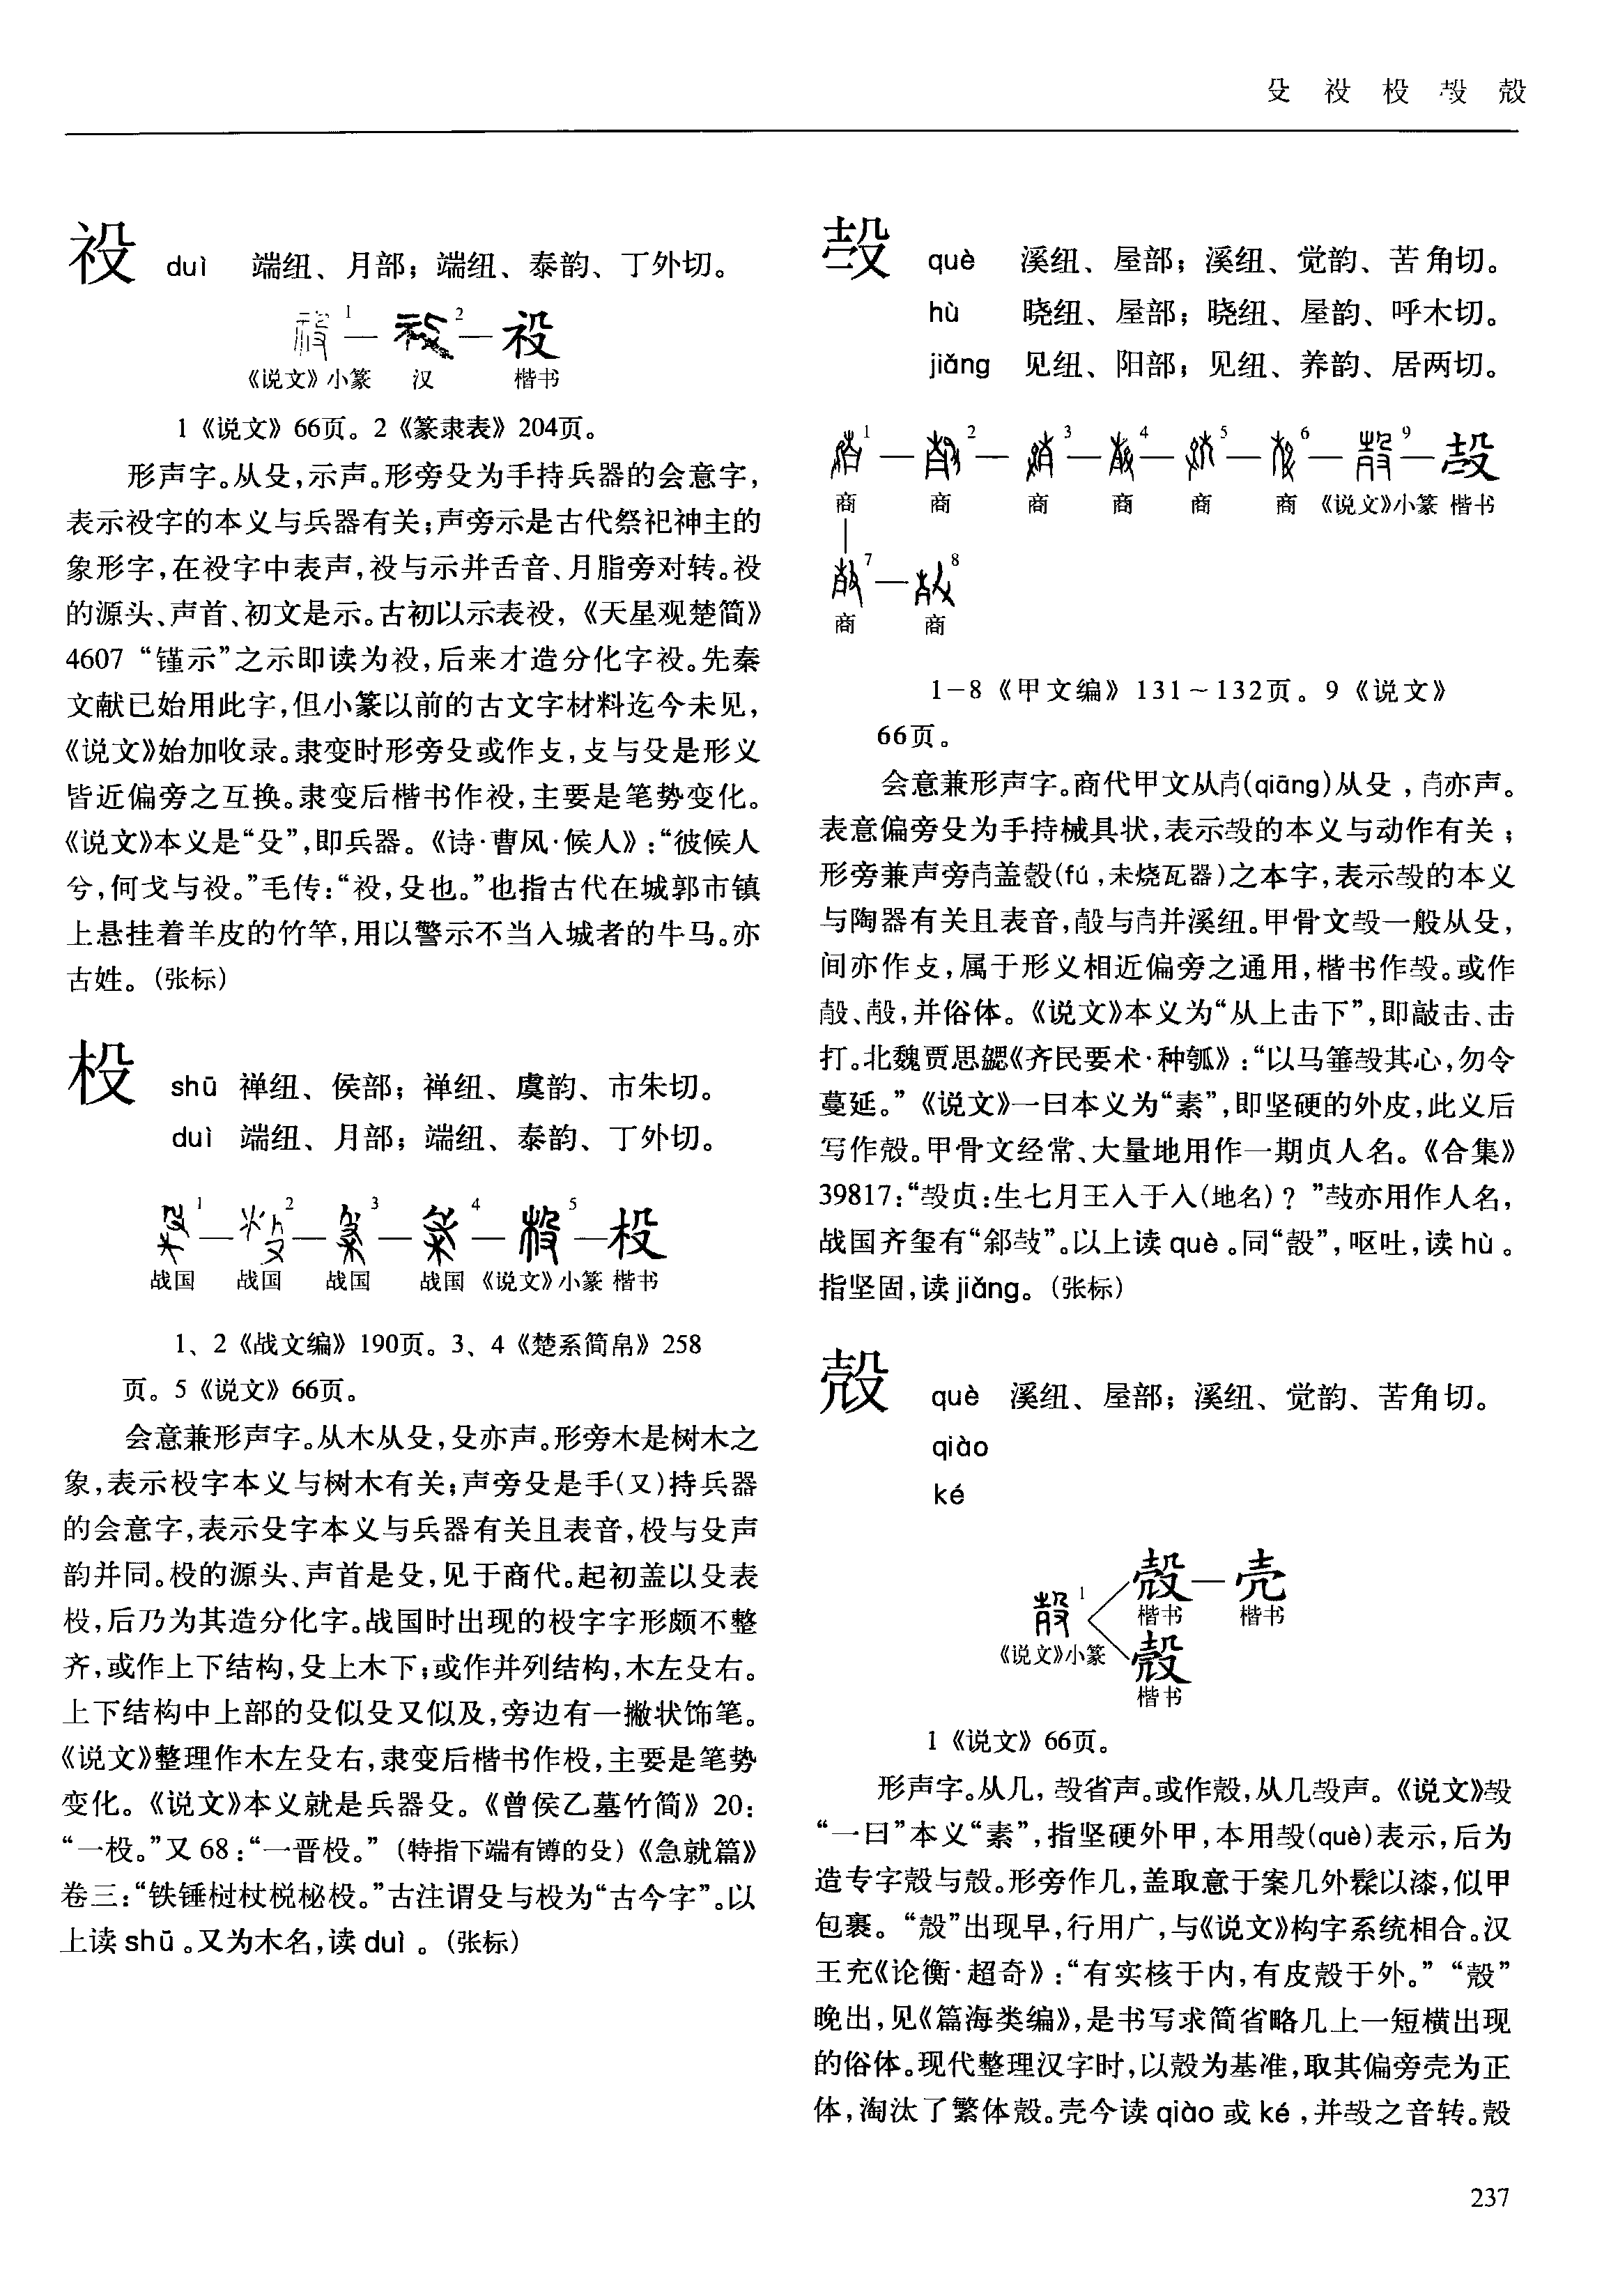 殳 祋 杸 㱿 殼
祋 duì 端纽、月部；端纽、泰韵、丁外切。
1 — 2 — 祋
《说文》小篆 汉 楷书
1《说文》66页。2《篆隶表》204页。
形声字。从殳，示声。形旁殳为手持兵器的会意字，
表示祋字的本义与兵器有关；声旁示是古代祭祀神主的
象形字，在祋字中表声，祋与示并舌音、月脂旁对转。祋
的源头、声首、初文是示。古初以示表祋，《天星观楚简》
4607“㦀示”之示即读为祋，后来才造分化字祋。先秦
文献已始用此字，但小篆以前的古文字材料迄今未见，
《说文》始加收录。隶变时形旁殳或作攴，攴与殳是形义
皆近偏旁之互换。隶变后楷书作祋，主要是笔势变化。
《说文》本义是“殳”，即兵器。《诗·曹风·候人》：“彼候人
兮，何戈与祋。”毛传：“祋，殳也。”也指古代在城郭市镇
上悬挂着羊皮的竹竿，用以警示不当入城者的牛马。亦
古姓。（张标）
杸 shū 禅纽、侯部；禅纽、虞韵、市朱切。
duì 端纽、月部；端纽、泰韵、丁外切。
1 — 2 — 3 — 4 — 5 — 杸
战国 战国 战国 战国 《说文》小篆 楷书
1、2《战文编》190页。3、4《楚系简帛》258
页。5《说文》66页。
会意兼形声字。从木从殳，殳亦声。形旁木是树木之
象，表示杸字本义与树木有关；声旁殳是手（又）持兵器
的会意字，表示殳字本义与兵器有关且表音，杸与殳声
韵并同。杸的源头、声首是殳，见于商代。起初盖以殳表
杸，后乃为其造分化字。战国时出现的杸字字形颇不整
齐，或作上下结构，殳上木下；或作并列结构，木左殳右。
上下结构中上部的殳似殳又似及，旁边有一撇状饰笔。
《说文》整理作木左殳右，隶变后楷书作杸，主要是笔势
变化。《说文》本义就是兵器殳。《曾侯乙墓竹简》20：
“一杸。”又68：“一晋杸。”（特指下端有镈的殳）《急就篇》
卷三：“铁锤檛杖棁柲杸。”古注谓殳与杸为“古今字”。以
上读shū。又为木名，读duì。（张标）
㱿 què 溪纽、屋部；溪纽、觉韵、苦角切。
hù 晓纽、屋部；晓纽、屋韵、呼木切。
jiǎng 见纽、阳部；见纽、养韵、居两切。
1 — 2 — 3 — 4 — 5 — 6 — 9 — 㱿
商 商 商 商 商 商 《说文》小篆 楷书
7 — 8
商 商
1－8《甲文编》131～132页。9《说文》
66页。
会意兼形声字。商代甲文从𠱠(qiāng)从殳，𠱠亦声。
表意偏旁殳为手持械具状，表示㱿的本义与动作有关；
形旁兼声旁𠱠盖㲉(fú，未烧瓦器)之本字，表示㱿的本义
与陶器有关且表音，㱿与𠱠并溪纽。甲骨文㱿一般从殳，
间亦作攴，属于形义相近偏旁之通用，楷书作㱿。或作
㱿、㱿，并俗体。《说文》本义为“从上击下”，即敲击、击
打。北魏贾思勰《齐民要术·种瓠》：“以马箠㱿其心，勿令
蔓延。”《说文》一曰本义为“素”，即坚硬的外皮，此义后
写作殼。甲骨文经常、大量地用作一期贞人名。《合集》
39817：“㱿贞：生七月王入于入(地名)？”㱿亦用作人名，
战国齐玺有“邾㱿”。以上读què。同“㱿”，呕吐，读hù。
指坚固，读jiǎng。（张标）
殼 què 溪纽、屋部；溪纽、觉韵、苦角切。
qiào
ké
1 殼 — 壳
楷书 楷书
《说文》小篆 殻
楷书
1《说文》66页。
形声字。从几，㱿省声。或作殼，从几㱿声。《说文》㱿
“一曰”本义“素”，指坚硬外甲，本用㱿(què)表示，后为
造专字殼与殻。形旁作几，盖取意于案几外髹以漆，似甲
包裹。“殼”出现早，行用广，与《说文》构字系统相合。汉
王充《论衡·超奇》：“有实核于内，有皮殼于外。”“殻”
晚出，见《篇海类编》，是书写求简省略几上一短横出现
的俗体。现代整理汉字时，以殼为基准，取其偏旁壳为正
体，淘汰了繁体殼。壳今读qiào或ké，并㱿之音转。殼
237